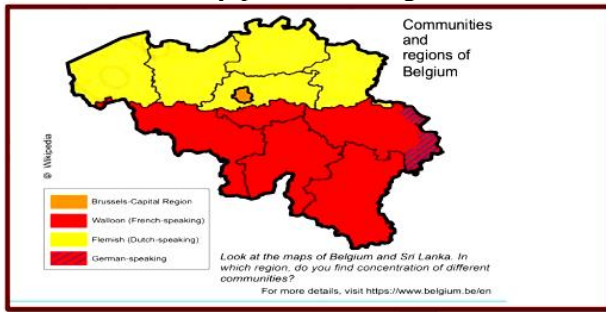 Communities
and
regions of
Belgium
© Wikipedia
Brussels-Capital Region
Walloon (French-speaking)
Flemish (Dutch-speaking)
German-speaking
Look at the maps of Belgium and Sri Lanka. In
which region, do you find concentration of different
communities?
For more details, visit https://www.belgium.be/en